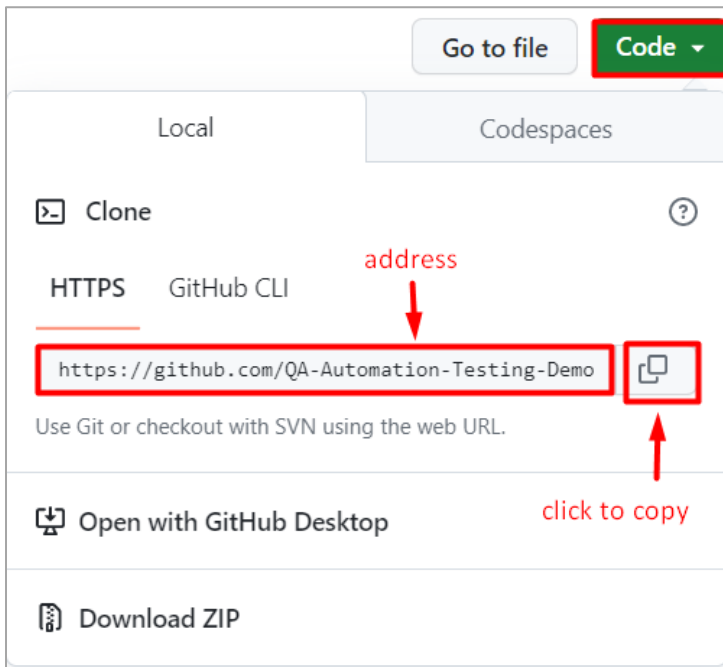 Go to file
Code
Local
Codespaces
Clone
address
HTTPS
GitHub CLI
https://github.com/QA-Automation-Testing-Demo
Use Git or checkout with SVN using the web URL.
click to copy
Open with GitHub Desktop
Download ZIP